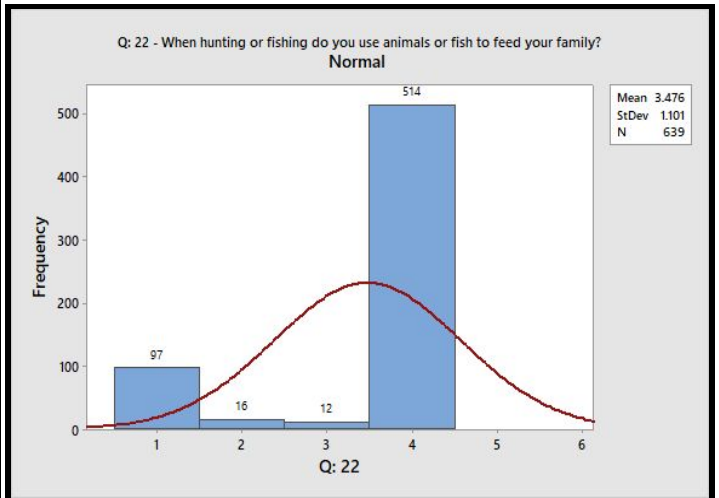 Q: 22 - When hunting or fishing do you use animals or fish to feed your family?
Normal
Mean 3.476
StDev 1.101
N 639
Frequency
500
400
300
200
100
0
97
16
12
514
1 2 3 4 5 6
Q: 22